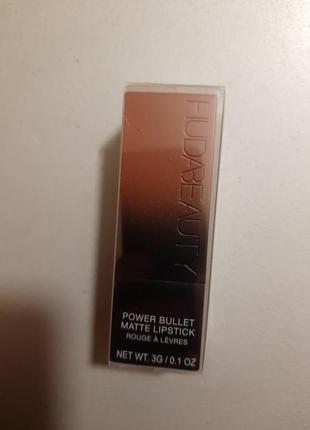 HUDABEAUTY
POWER BULLET
MATTE LIPSTICK
ROUGE À LÈVRES
NET WT. 3G/0.1 OZ